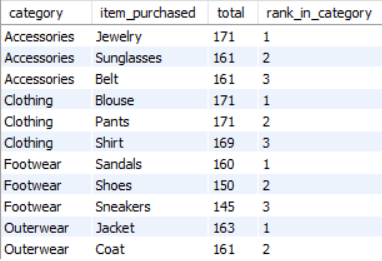 category item_purchased total rank_in_category
Accessories Jewelry 171 1
Accessories Sunglasses 161 2
Accessories Belt 161 3
Clothing Blouse 171 1
Clothing Pants 171 2
Clothing Shirt 169 3
Footwear Sandals 160 1
Footwear Shoes 150 2
Footwear Sneakers 145 3
Outerwear Jacket 163 1
Outerwear Coat 161 2